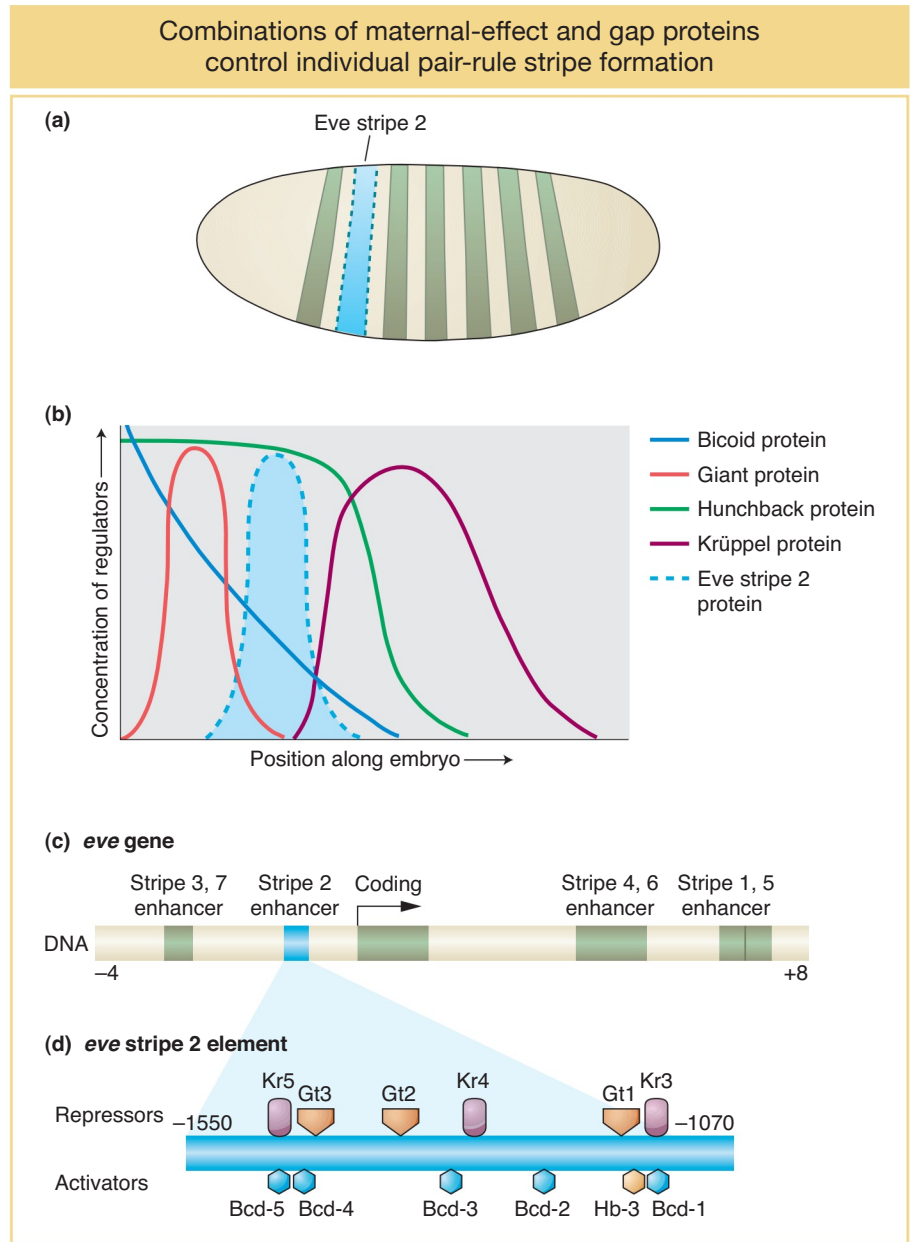 Combinations of maternal-effect and gap proteins
control individual pair-rule stripe formation
(a)
Eve stripe 2
(b)
Concentration of regulators
Position along embryo
Bicoid protein
Giant protein
Hunchback protein
Krüppel protein
Eve stripe 2
protein
(c) eve gene
Stripe 3, 7
enhancer
Stripe 2
enhancer
Coding
Stripe 4, 6
enhancer
Stripe 1, 5
enhancer
DNA
–4
+8
(d) eve stripe 2 element
Repressors
–1550
Kr5
Gt3
Gt2
Kr4
Gt1
Kr3
–1070
Activators
Bcd-5
Bcd-4
Bcd-3
Bcd-2
Hb-3
Bcd-1